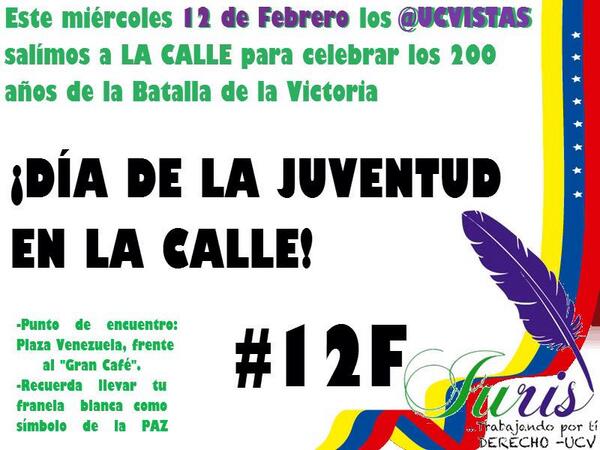 Este miércoles 12 de Febrero los @UCVISTAS
salímos a LA CALLE para celebrar los 200
años de la Batalla de la Victoria
¡DÍA DE LA JUVENTUD
EN LA CALLE!
-Punto de encuentro:
Plaza Venezuela, frente
al "Gran Café".
-Recuerda llevar tu
franela blanca como
símbolo de la PAZ
#12F
Iuris
...Trabajando por tí
DERECHO -UCV